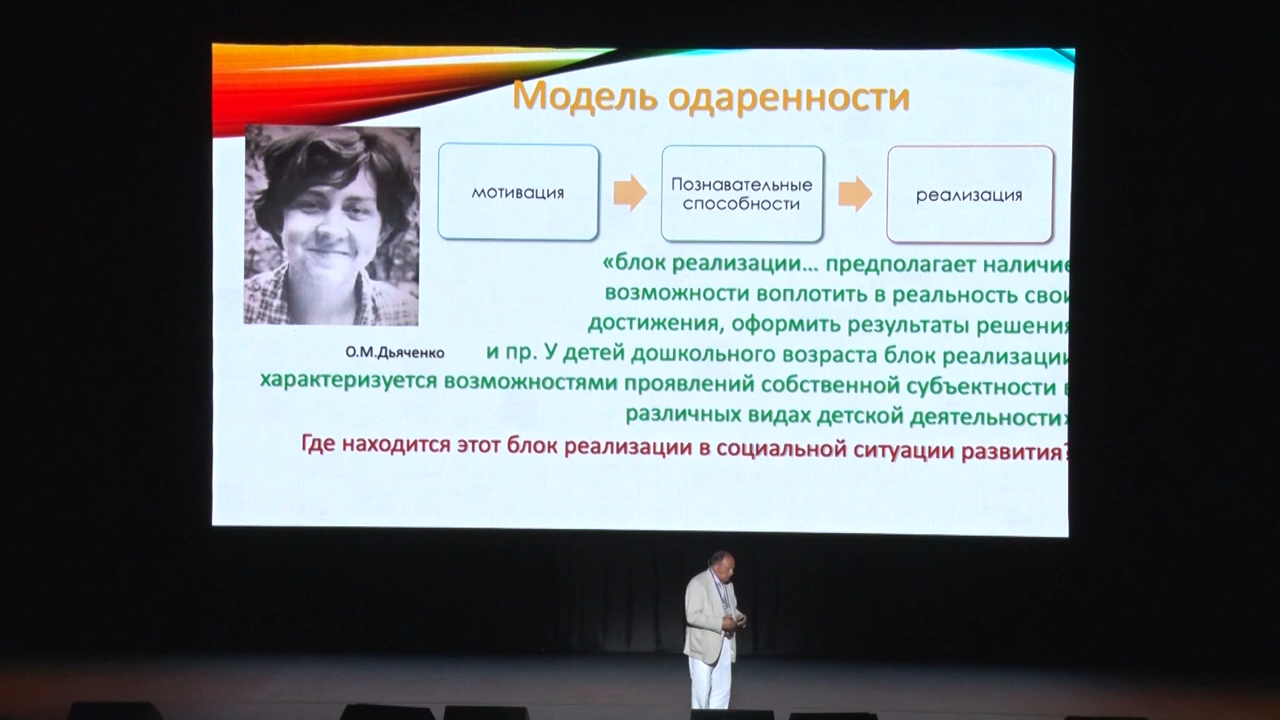 Модель одаренности
мотивация
Познавательные
способности
реализация
«блок реализации... предполагает наличие
возможности воплотить в реальность свои
достижения, оформить результаты решения
О.М.Дьяченко
и пр. У детей дошкольного возраста блок реализации
характеризуется возможностями проявлений собственной субъектности в
различных видах детской деятельности»
Где находится этот блок реализации в социальной ситуации развития?